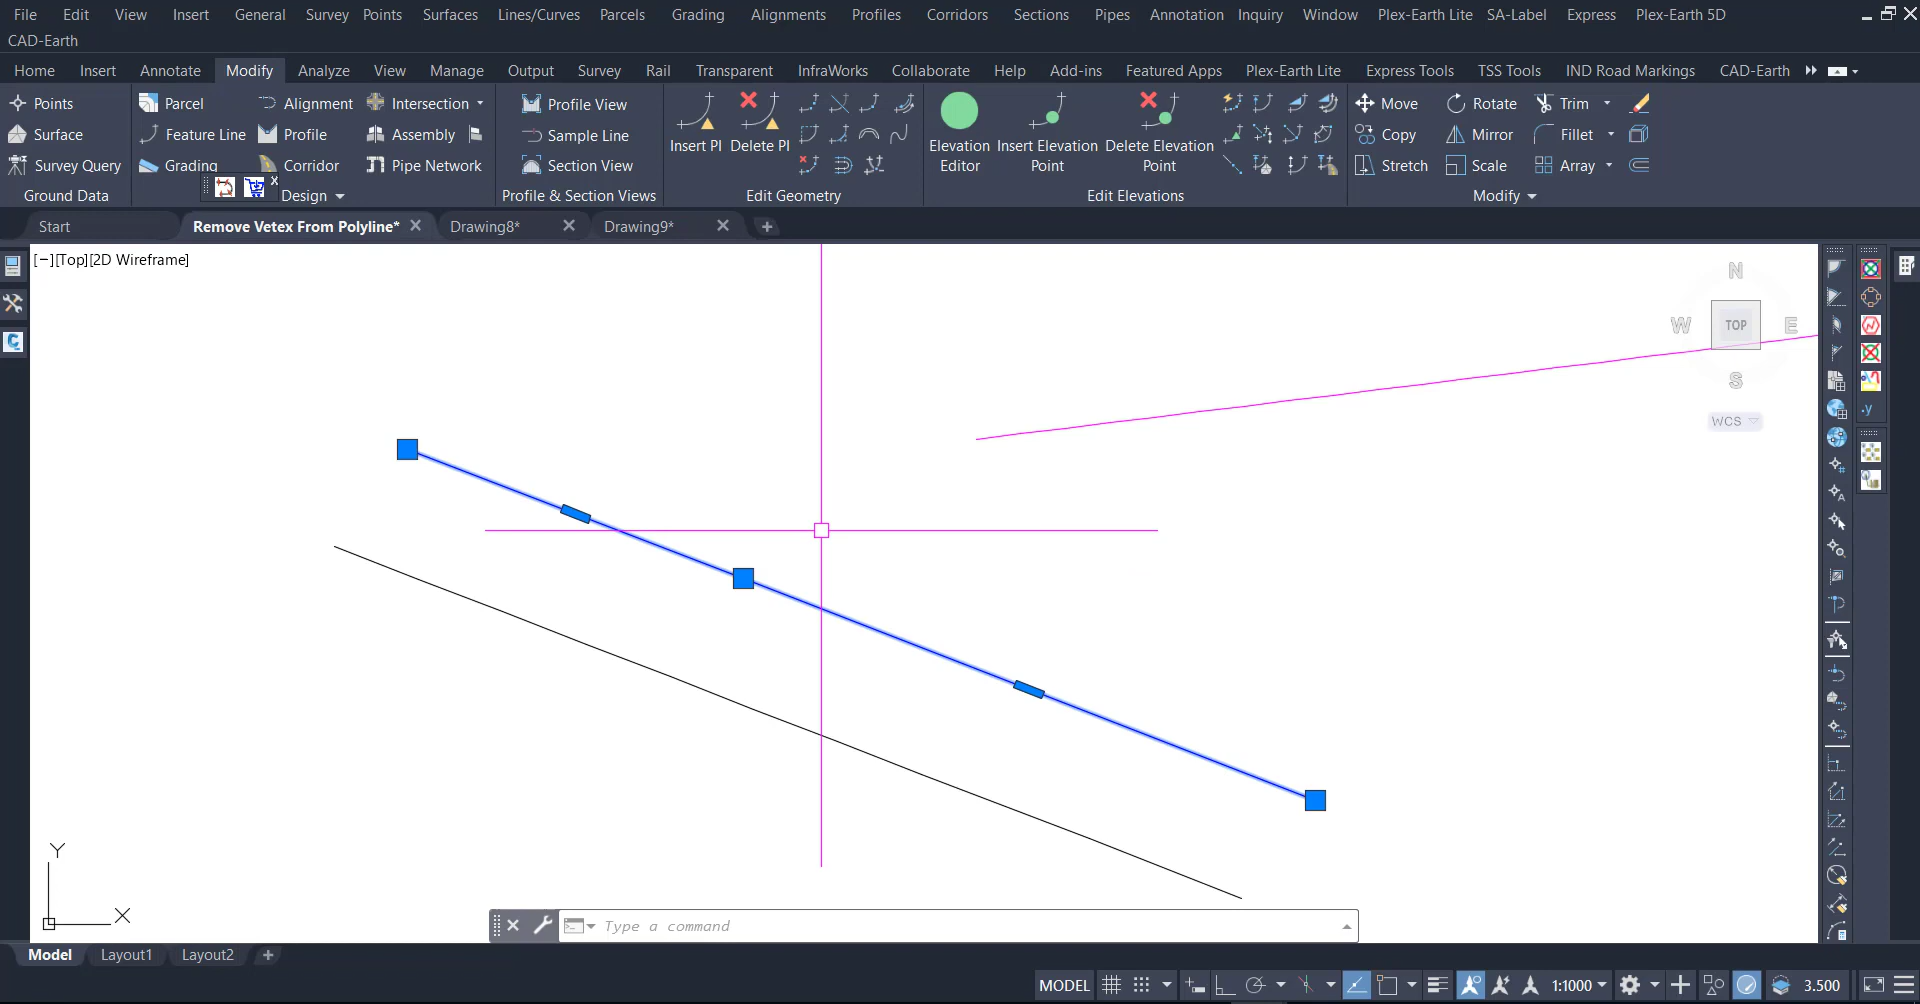 File Edit View Insert General Survey Points Surfaces Lines/Curves Parcels Grading Alignments Profiles Corridors Sections Pipes Annotation Inquiry Window Plex-Earth Lite SA-Label Express Plex-Earth 5D
CAD-Earth
Home Insert Annotate Modify Analyze View Manage Output Survey Rail Transparent InfraWorks Collaborate Help Add-ins Featured Apps Plex-Earth Lite Express Tools TSS Tools IND Road Markings CAD-Earth
Points Parcel Alignment Intersection Profile View Move Rotate Trim
Surface Feature Line Profile Assembly Sample Line Insert PI Delete PI Elevation Editor Insert Elevation Point Delete Elevation Point Copy Mirror Fillet
Survey Query Grading Corridor Pipe Network Section View Stretch Scale Array
Ground Data Design Profile & Section Views Edit Geometry Edit Elevations Modify
Start Remove Vetex From Polyline* Drawing8* Drawing9*
[−][Top][2D Wireframe]
N
W TOP E
S
WCS
.y
Y
X
Type a command
Model Layout1 Layout2
MODEL 1:1000 3.500